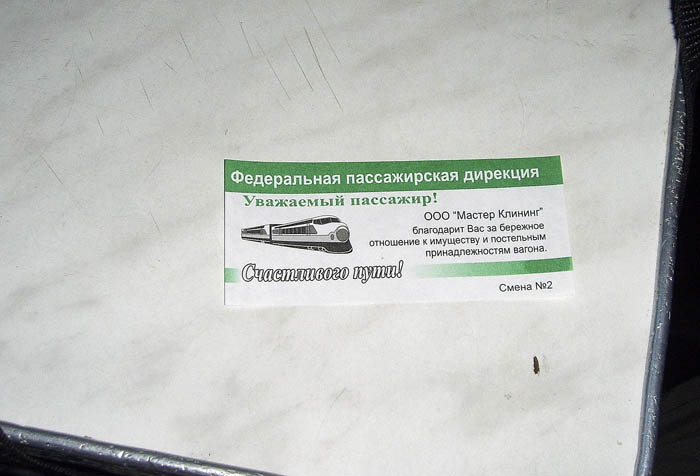 Федеральная пассажирская дирекция
Уважаемый пассажир!
ООО "Мастер Клининг"
благодарит Вас за бережное
отношение к имуществу и постельным
принадлежностям вагона.
Счастливого пути!
Смена №2